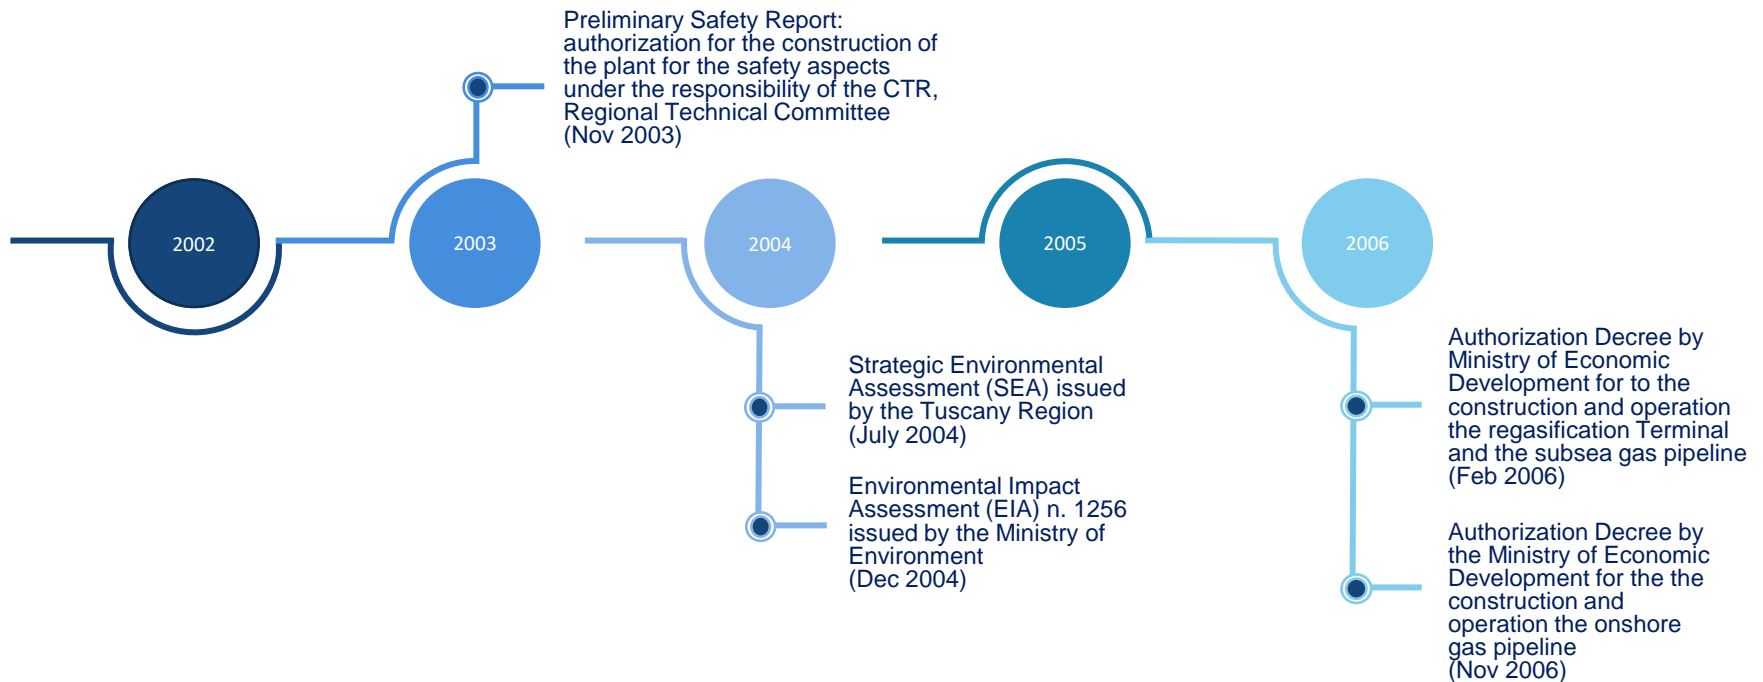 Preliminary Safety Report:
authorization for the construction of
the plant for the safety aspects
under the responsibility of the CTR,
Regional Technical Committee
(Nov 2003)
2002
2003
2004
2005
2006
Strategic Environmental
Assessment (SEA) issued
by the Tuscany Region
(July 2004)
Environmental Impact
Assessment (EIA) n. 1256
issued by the Ministry of
Environment
(Dec 2004)
Authorization Decree by
Ministry of Economic
Development for to the
construction and operation
the regasification Terminal
and the subsea gas pipeline
(Feb 2006)
Authorization Decree by
the Ministry of Economic
Development for the the
construction and
operation the onshore
gas pipeline
(Nov 2006)